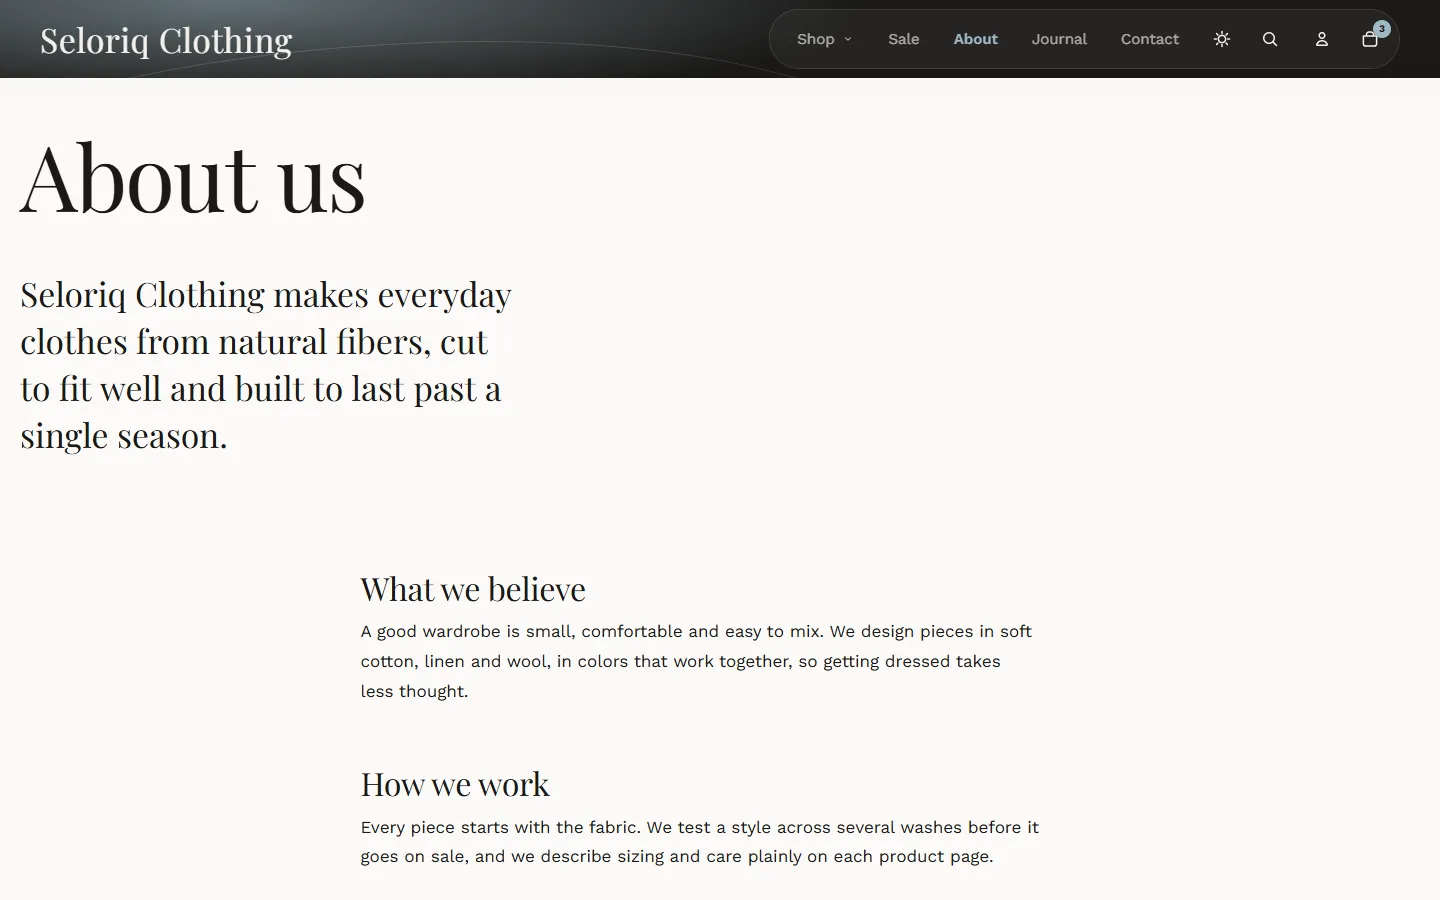 Seloriq Clothing
Shop
Sale
About
Journal
Contact
3
About us
Seloriq Clothing makes everyday
clothes from natural fibers, cut
to fit well and built to last past a
single season.
What we believe
A good wardrobe is small, comfortable and easy to mix. We design pieces in soft
cotton, linen and wool, in colors that work together, so getting dressed takes
less thought.
How we work
Every piece starts with the fabric. We test a style across several washes before it
goes on sale, and we describe sizing and care plainly on each product page.